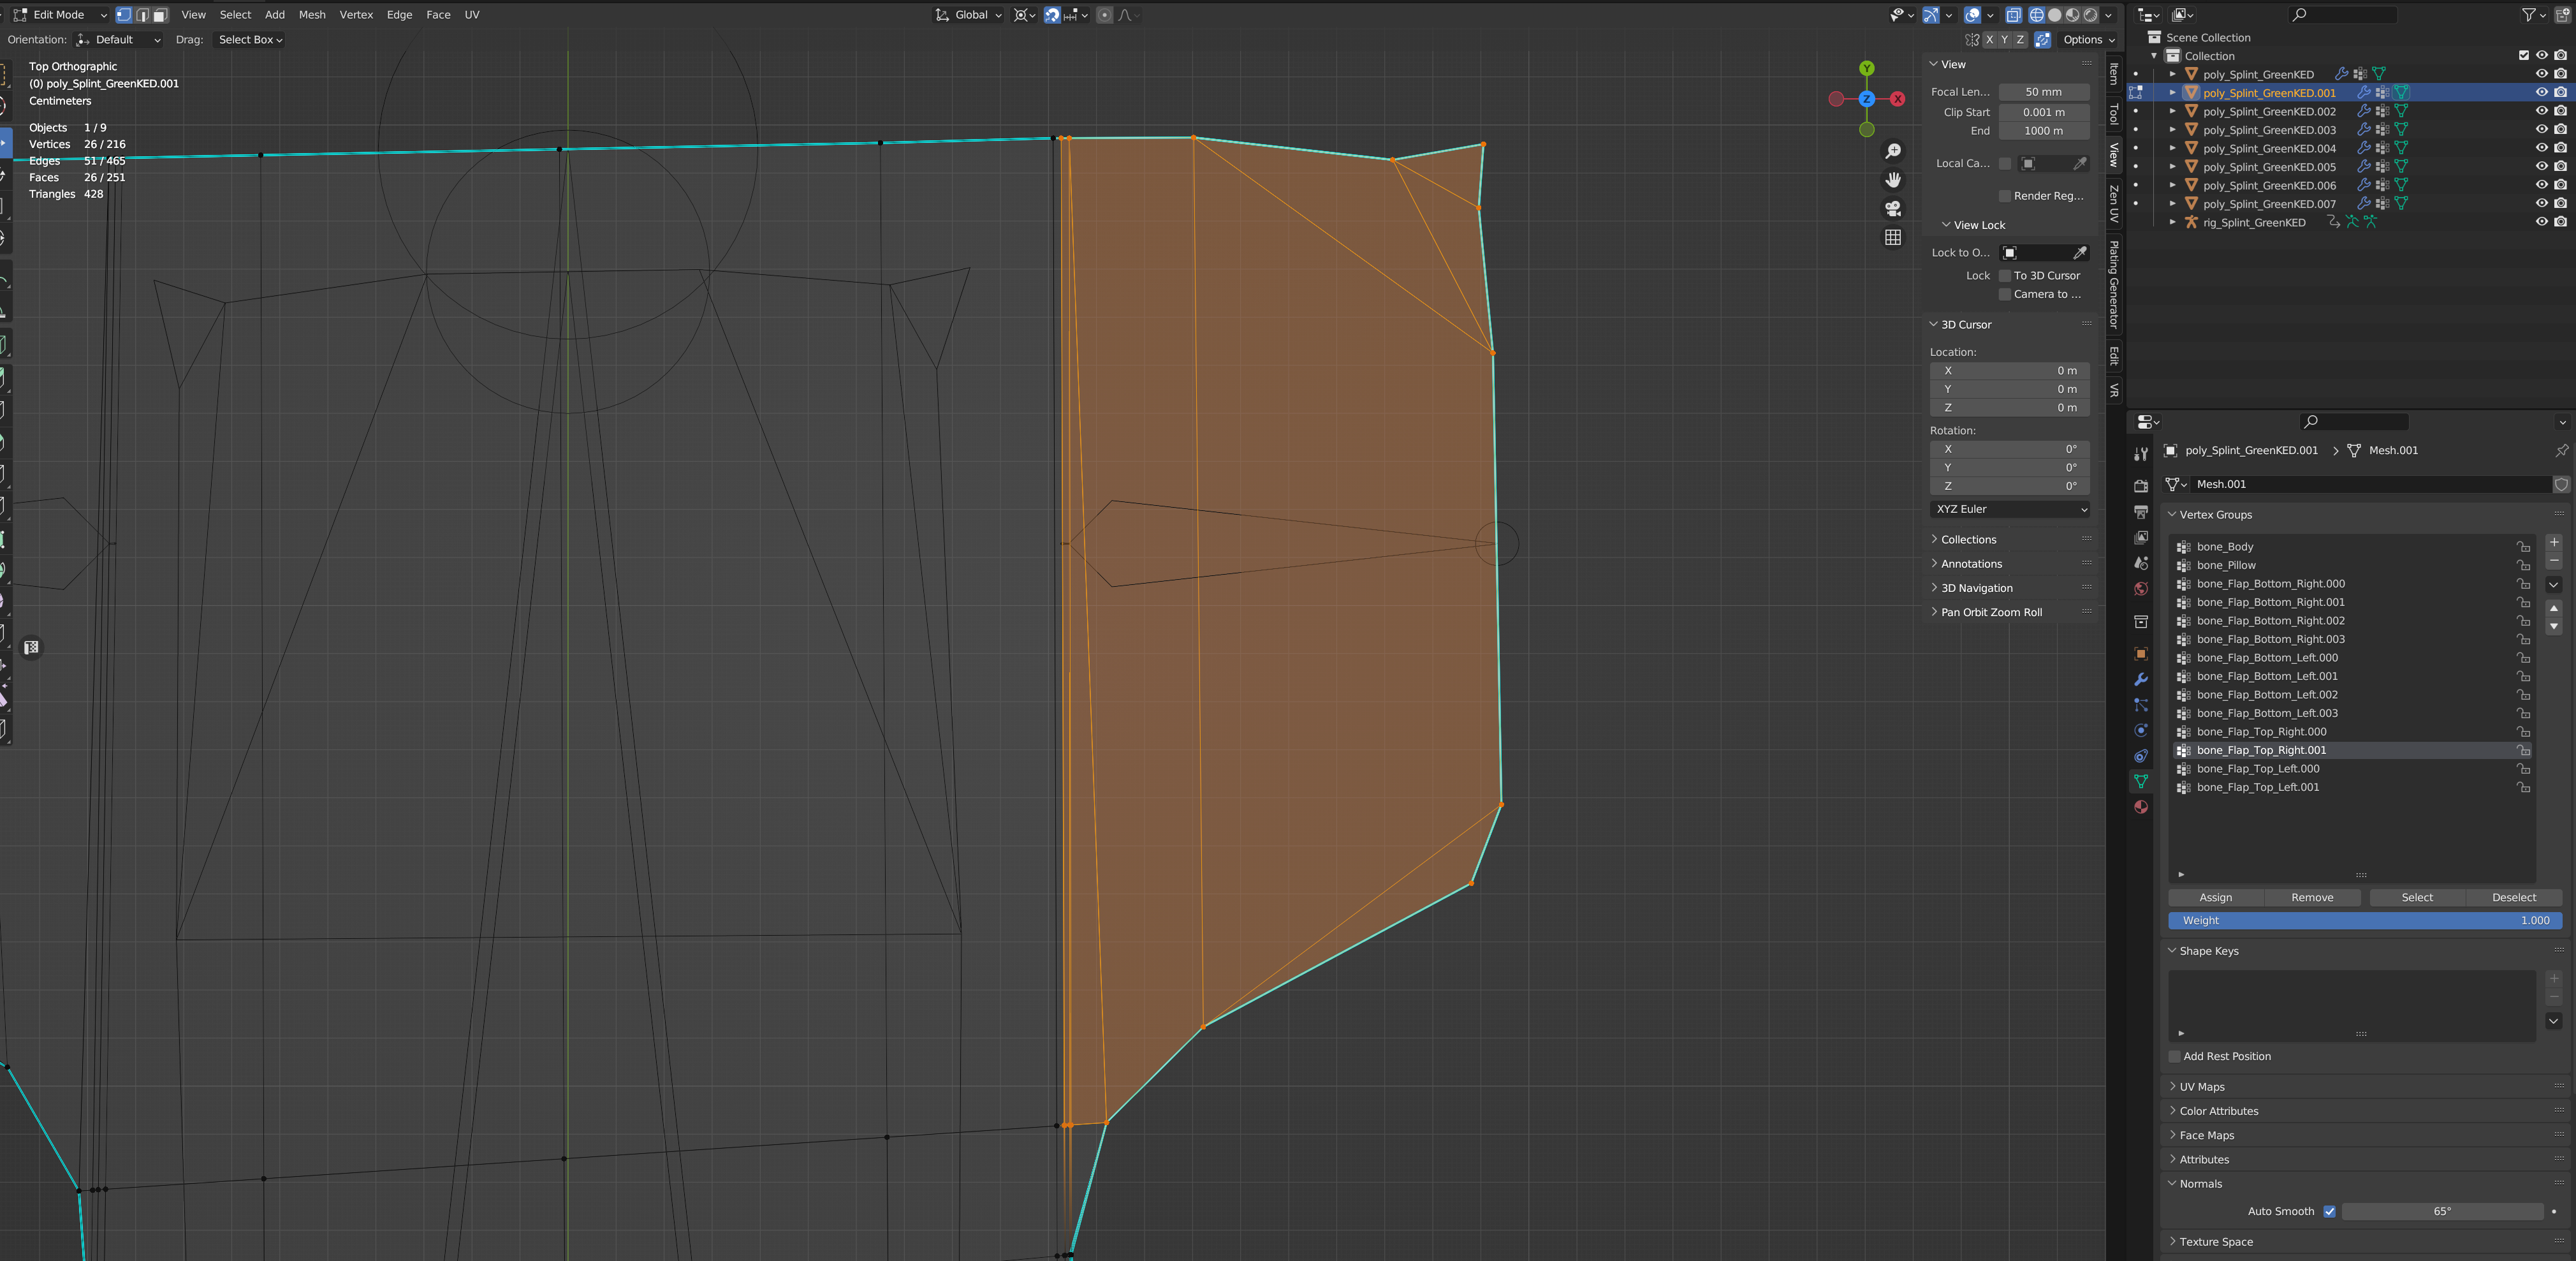 Edit Mode View Select Add Mesh Vertex Edge Face UV Global
Orientation: Default Drag: Select Box X Y Z Options
Top Orthographic
(0) poly_Splint_GreenKED.001
Centimeters
Objects 1 / 9
Vertices 26 / 216
Edges 51 / 465
Faces 26 / 251
Triangles 428
Y
Z X
View
Focal Len... 50 mm
Clip Start 0.001 m
End 1000 m
Local Ca...
Render Reg...
View Lock
Lock to O...
Lock To 3D Cursor
Camera to ...
3D Cursor
Location:
X 0 m
Y 0 m
Z 0 m
Rotation:
X 0°
Y 0°
Z 0°
XYZ Euler
Collections
Annotations
3D Navigation
Pan Orbit Zoom Roll
Item
Tool
View
Zen UV
Plating Generator
Edit
VR
Scene Collection
Collection
poly_Splint_GreenKED
poly_Splint_GreenKED.001
poly_Splint_GreenKED.002
poly_Splint_GreenKED.003
poly_Splint_GreenKED.004
poly_Splint_GreenKED.005
poly_Splint_GreenKED.006
poly_Splint_GreenKED.007
rig_Splint_GreenKED
poly_Splint_GreenKED.001 Mesh.001
Mesh.001
Vertex Groups
bone_Body
bone_Pillow
bone_Flap_Bottom_Right.000
bone_Flap_Bottom_Right.001
bone_Flap_Bottom_Right.002
bone_Flap_Bottom_Right.003
bone_Flap_Bottom_Left.000
bone_Flap_Bottom_Left.001
bone_Flap_Bottom_Left.002
bone_Flap_Bottom_Left.003
bone_Flap_Top_Right.000
bone_Flap_Top_Right.001
bone_Flap_Top_Left.000
bone_Flap_Top_Left.001
Assign Remove Select Deselect
Weight 1.000
Shape Keys
Add Rest Position
UV Maps
Color Attributes
Face Maps
Attributes
Normals
Auto Smooth 65°
Texture Space